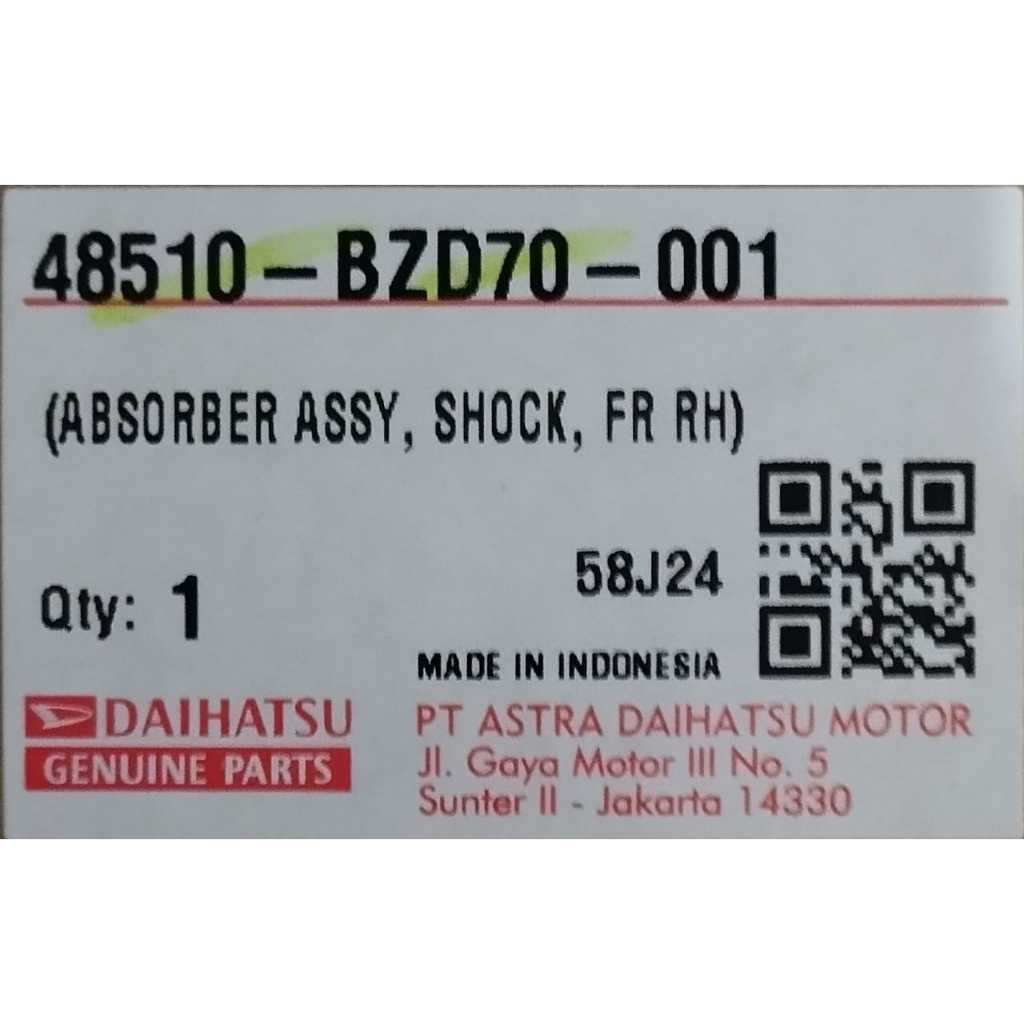 48510-BZD70-001
(ABSORBER ASSY, SHOCK, FR RH)
58J24
Qty: 1
MADE IN INDONESIA
DAIHATSU
GENUINE PARTS
PT ASTRA DAIHATSU MOTOR
Jl. Gaya Motor III No. 5
Sunter II - Jakarta 14330